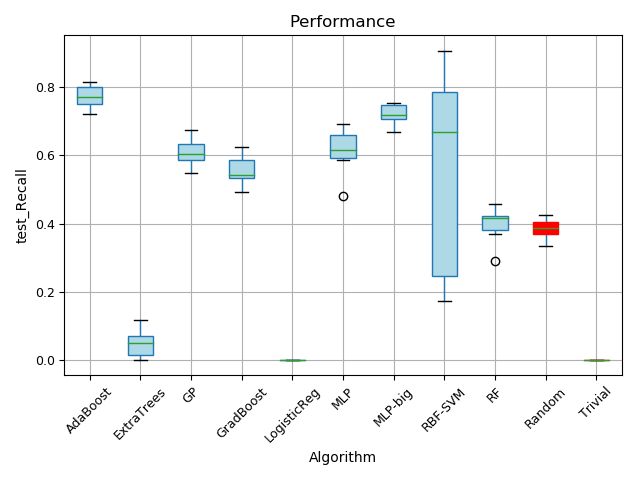 Performance
test_Recall
0.8
0.6
0.4
0.2
0.0
AdaBoost
ExtraTrees
GP
GradBoost
LogisticReg
MLP
MLP-big
RBF-SVM
RF
Random
Trivial
Algorithm